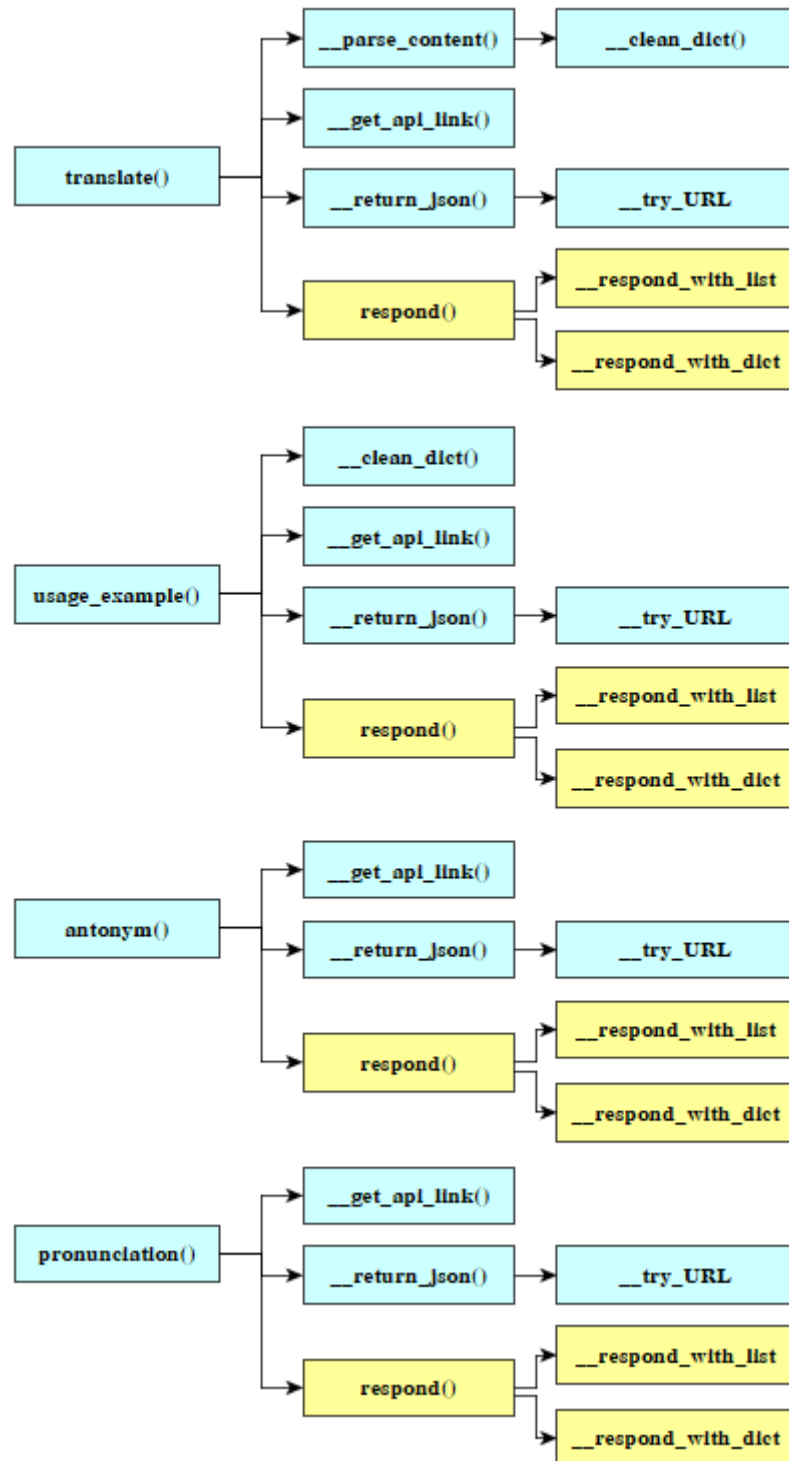 __parse_content()
__clean_dict()
__get_api_link()
translate()
__return_json()
__try_URL
__respond_with_list
respond()
__respond_with_dict
__clean_dict()
__get_api_link()
usage_example()
__return_json()
__try_URL
__respond_with_list
respond()
__respond_with_dict
__get_api_link()
antonym()
__return_json()
__try_URL
__respond_with_list
respond()
__respond_with_dict
__get_api_link()
pronunciation()
__return_json()
__try_URL
__respond_with_list
respond()
__respond_with_dict